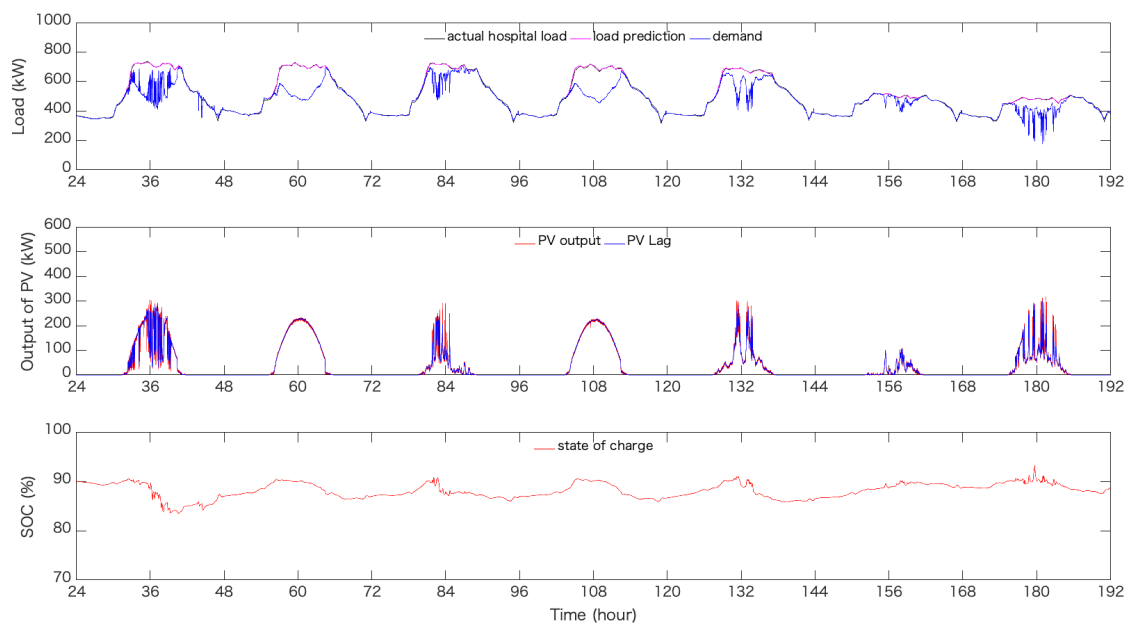 1000
800
600
400
200
0
Load (kW)
actual hospital load load prediction demand
24 36 48 60 72 84 96 108 120 132 144 156 168 180 192
600
500
400
300
200
100
0
Output of PV (kW)
PV output PV Lag
24 36 48 60 72 84 96 108 120 132 144 156 168 180 192
100
90
80
70
SOC (%)
state of charge
24 36 48 60 72 84 96 108 120 132 144 156 168 180 192
Time (hour)